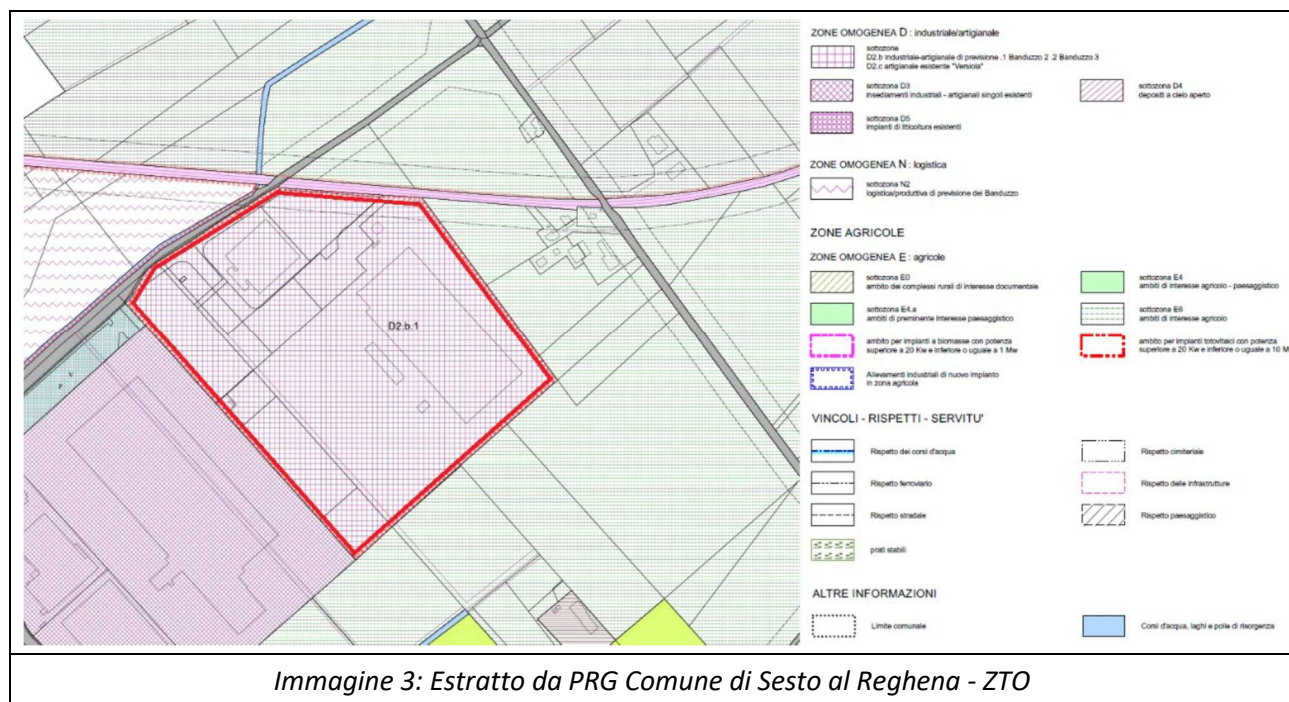 D2.b.1
ZONE OMOGENEA D : industriale/artigianale
sottozone
D2.b industriale-artigianale di previsione .1 Banduzzo 2 .2 Banduzzo 3
D2.c artigianale esistente "Versiola"
sottozona D3
insediamenti industriali - artigianali singoli esistenti
sottozona D4
depositi a cielo aperto
sottozona D5
impianti di itticoltura esistenti
ZONE OMOGENEA N : logistica
sottozona N2
logistica/produttiva di previsione del Banduzzo
ZONE AGRICOLE
ZONE OMOGENEA E : agricole
sottozona E0
ambito dei complessi rurali di interesse documentale
sottozona E4
ambiti di interesse agricolo - paesaggistico
sottozona E4.a
ambiti di preminente interesse paesaggistico
sottozona E6
ambiti di interesse agricolo
ambito per impianti a biomasse con potenza
superiore a 20 Kw e inferiore o uguale a 1 Mw
ambito per impianti fotovoltaici con potenza
superiore a 20 Kw e inferiore o uguale a 10 M
Allevamenti industriali di nuovo impianto
in zona agricola
VINCOLI - RISPETTI - SERVITU'
Rispetto dei corsi d'acqua
Rispetto cimiteriale
Rispetto ferroviario
Rispetto delle infrastrutture
Rispetto stradale
Rispetto paesaggistico
prati stabili
ALTRE INFORMAZIONI
Limite comunale
Corsi d'acqua, laghi e polle di risorgenza
Immagine 3: Estratto da PRG Comune di Sesto al Reghena - ZTO